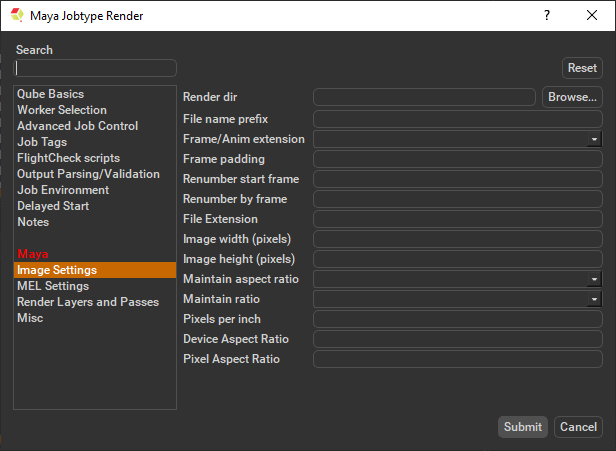 Maya Jobtype Render
Search
Reset
Qube Basics
Worker Selection
Advanced Job Control
Job Tags
FlightCheck scripts
Output Parsing/Validation
Job Environment
Delayed Start
Notes
Maya
Image Settings
MEL Settings
Render Layers and Passes
Misc
Render dir
Browse...
File name prefix
Frame/Anim extension
Frame padding
Renumber start frame
Renumber by frame
File Extension
Image width (pixels)
Image height (pixels)
Maintain aspect ratio
Maintain ratio
Pixels per inch
Device Aspect Ratio
Pixel Aspect Ratio
Submit
Cancel